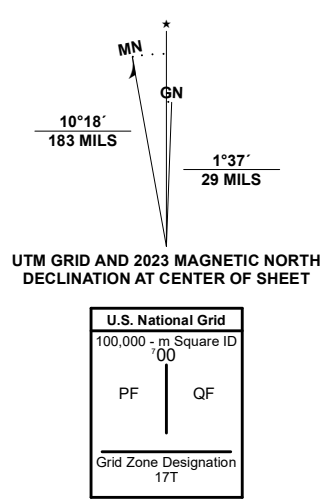 ★
MN
GN
10°18´
183 MILS
1°37´
29 MILS
UTM GRID AND 2023 MAGNETIC NORTH
DECLINATION AT CENTER OF SHEET
U.S. National Grid
100,000 - m Square ID
⁷00
PF QF
Grid Zone Designation
17T